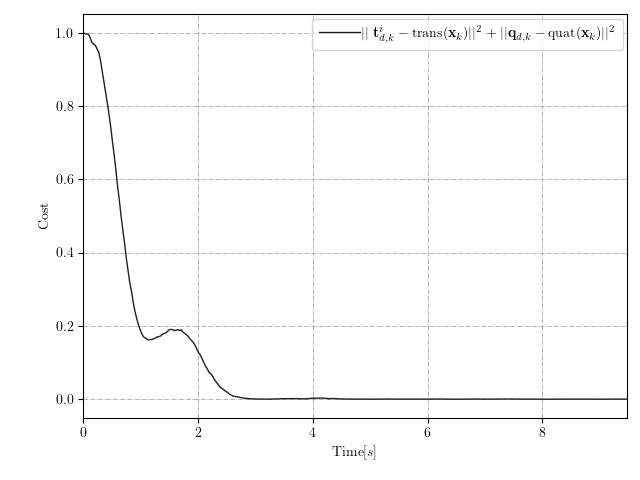 || t^i_{d,k} − trans(x_k)||^2 + ||q_{d,k} − quat(x_k)||^2
1.0
0.8
0.6
0.4
0.2
0.0
Cost
0 2 4 6 8
Time[s]